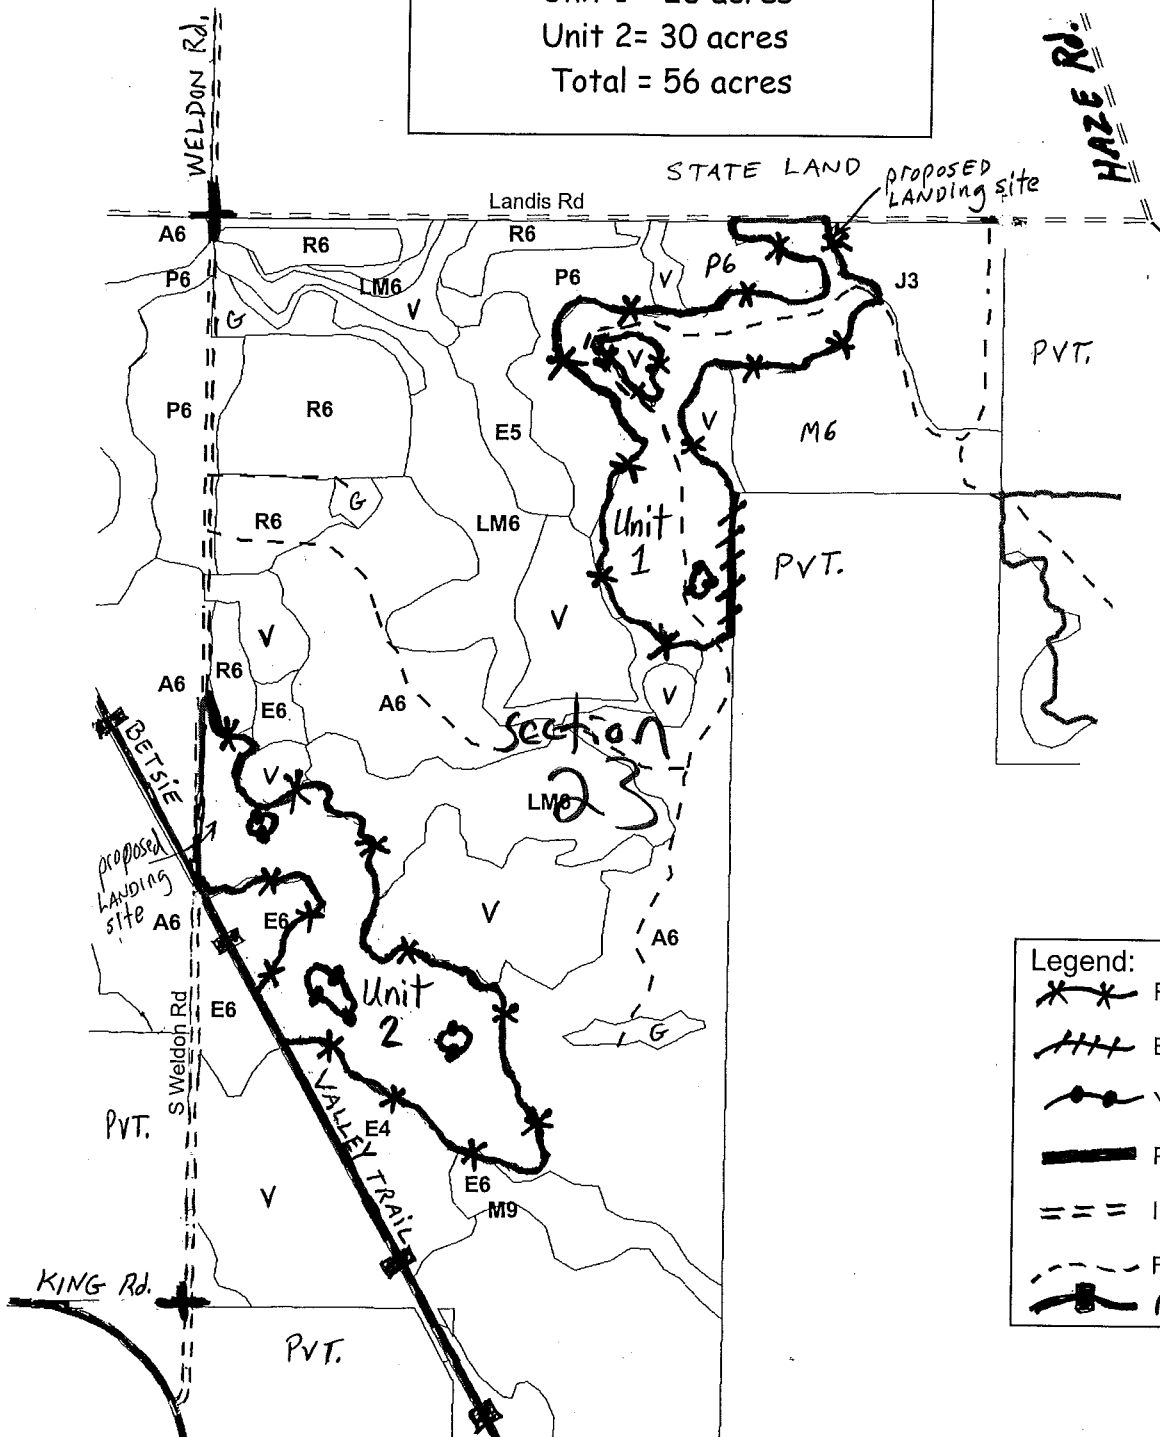 Unit 2= 30 acres
Total = 56 acres
WELDON Rd.
HAZE Rd.
STATE LAND
proposed
LANDing site
Landis Rd
A6
R6
R6
P6
P6
V
P6
J3
LM6
V
G
PVT.
V
P6
R6
E5
V
M6
G
R6
LM6
Unit
1
PVT.
V
V
R6
A6
E6
A6
V
section
23
BETSIE
V
LM6
proposed
LANDING
site
A6
E6
V
A6
Unit
2
E6
G
S Weldon Rd
VALLEY TRAIL
PVT.
E4
E6
M9
V
KING Rd.
PVT.
Legend: